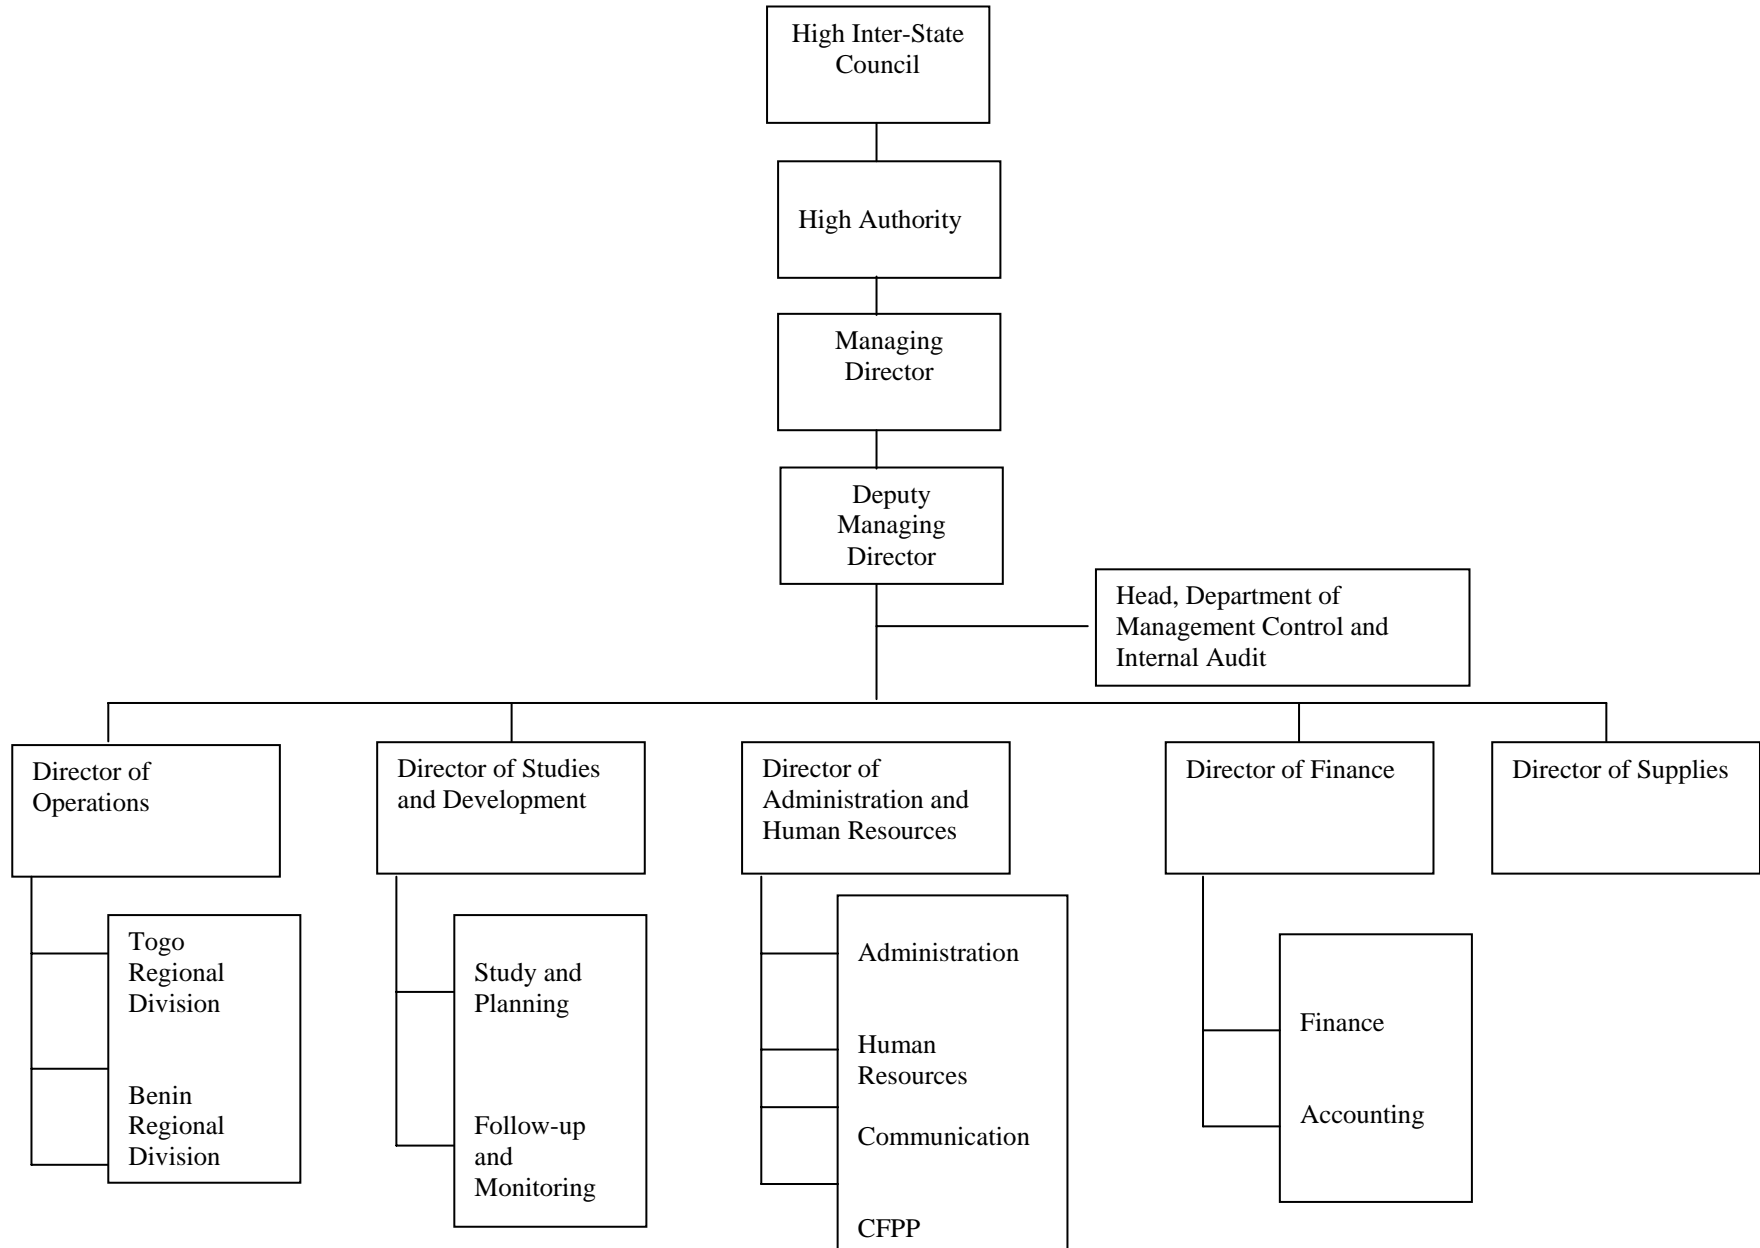 High Inter-State
Council
High Authority
Managing
Director
Deputy
Managing
Director
Head, Department of
Management Control and
Internal Audit
Director of
Operations
Director of Studies
and Development
Director of
Administration and
Human Resources
Director of Finance
Director of Supplies
Togo
Regional
Division
Benin
Regional
Division
Study and
Planning
Follow-up
and
Monitoring
Administration
Human
Resources
Communication
CFPP
Finance
Accounting